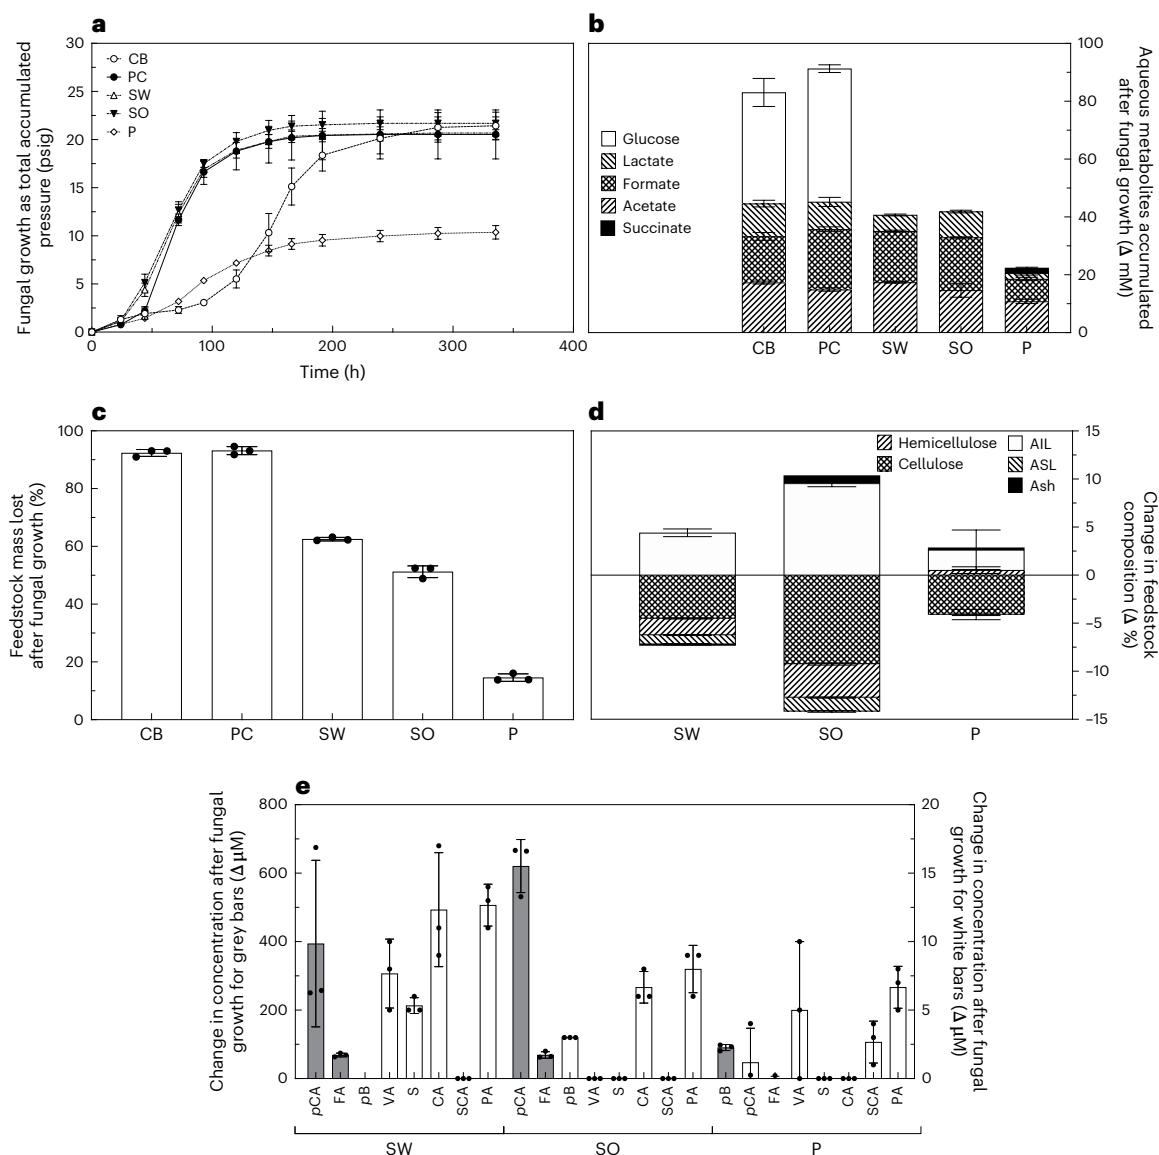 a
Fungal growth as total accumulated
pressure (psig)
30
25
20
15
10
5
0
CB
PC
SW
SO
P
0
100
200
300
400
Time (h)
b
Glucose
Lactate
Formate
Acetate
Succinate
100
80
60
40
20
0
Aqueous metabolites accumulated
after fungal growth (Δ mM)
CB
PC
SW
SO
P
c
Feedstock mass lost
after fungal growth (%)
100
80
60
40
20
0
CB
PC
SW
SO
P
d
Hemicellulose
Cellulose
AIL
ASL
Ash
15
10
5
0
−5
−10
−15
Change in feedstock
composition (Δ %)
SW
SO
P
e
Change in concentration after fungal
growth for grey bars (Δ µM)
800
600
400
200
0
20
15
10
5
0
Change in concentration after fungal
growth for white bars (Δ µM)
pCA
FA
pB
VA
S
CA
SCA
PA
pCA
FA
pB
VA
S
CA
SCA
PA
pB
pCA
FA
VA
S
CA
SCA
PA
SW
SO
P